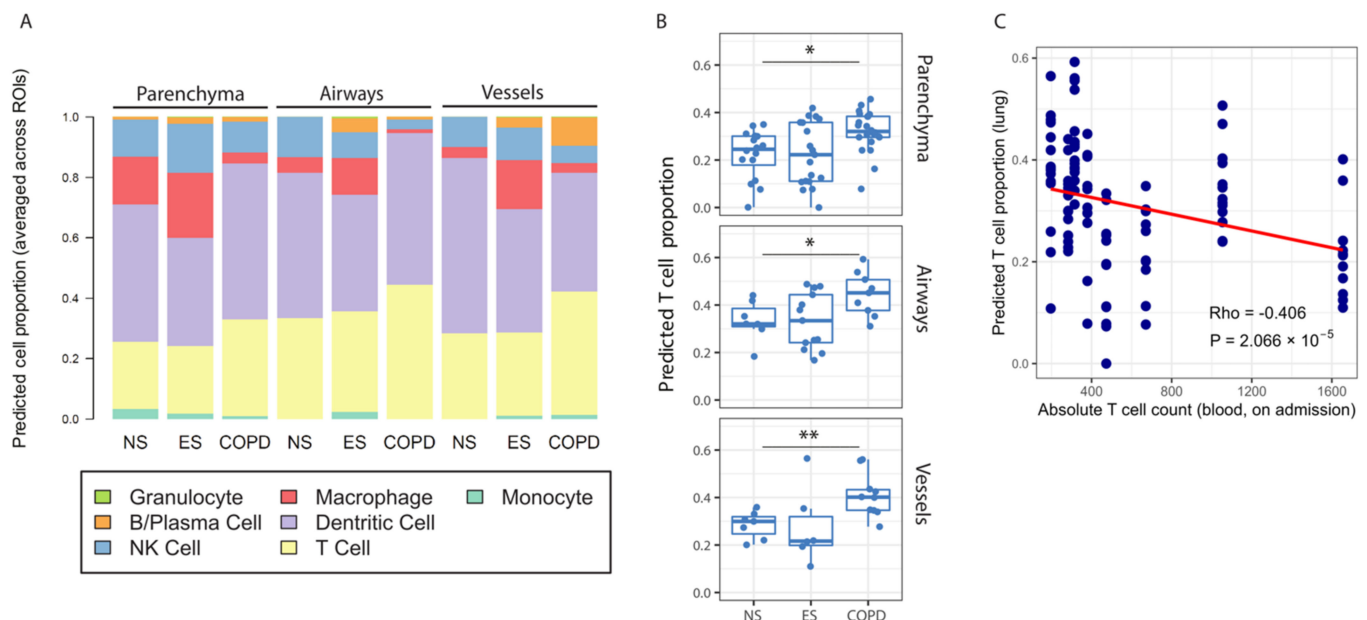 A
Predicted cell proportion (averaged across ROIs)
Parenchyma Airways Vessels
1.0
0.8
0.6
0.4
0.2
0.0
NS ES COPD NS ES COPD NS ES COPD
Granulocyte Macrophage Monocyte
B/Plasma Cell Dentritic Cell
NK Cell T Cell
B
Predicted T cell proportion
*
0.6
0.4
0.2
0.0
Parenchyma
*
0.6
0.4
0.2
0.0
Airways
**
0.6
0.4
0.2
0.0
Vessels
NS ES COPD
C
Predicted T cell proportion (lung)
0.6
0.4
0.2
0.0
Rho = -0.406
P = 2.066 × 10⁻⁵
400 800 1200 1600
Absolute T cell count (blood, on admission)